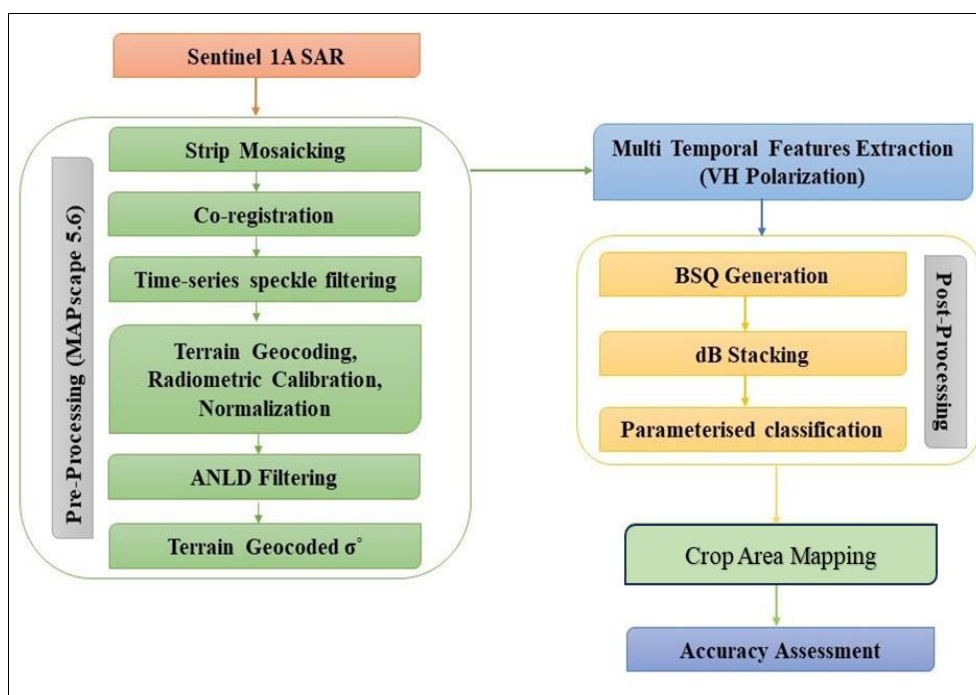 Sentinel 1A SAR
Pre-Processing (MAPscape 5.6)
Strip Mosaicking
Co-registration
Time-series speckle filtering
Terrain Geocoding,
Radiometric Calibration,
Normalization
ANLD Filtering
Terrain Geocoded σ°
Multi Temporal Features Extraction
(VH Polarization)
BSQ Generation
dB Stacking
Parameterised classification
Post-Processing
Crop Area Mapping
Accuracy Assessment